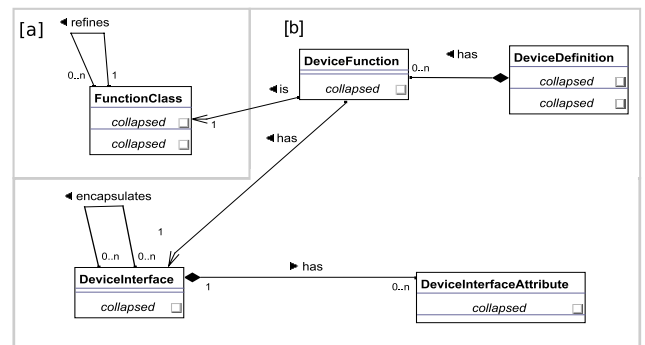 [a]
◄ refines
0..n
1
FunctionClass
collapsed
collapsed
[b]
DeviceFunction
collapsed
◄ has
0..n
DeviceDefinition
collapsed
collapsed
◄ is
1
◄ has
1
◄ encapsulates
0..n
0..n
DeviceInterface
collapsed
► has
1
0..n
DeviceInterfaceAttribute
collapsed